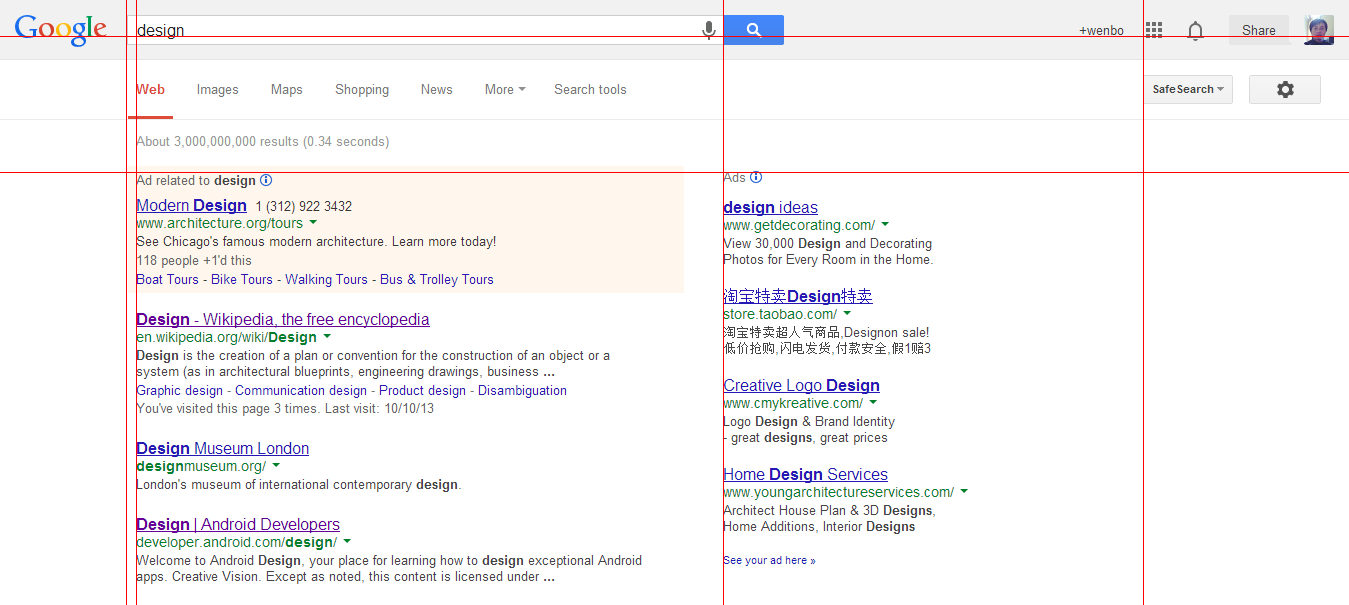 Google
design
+wenbo
Share
Web Images Maps Shopping News More Search tools
SafeSearch
About 3,000,000,000 results (0.34 seconds)
Ad related to design
Modern Design 1 (312) 922 3432
www.architecture.org/tours
See Chicago's famous modern architecture. Learn more today!
118 people +1'd this
Boat Tours - Bike Tours - Walking Tours - Bus & Trolley Tours
Design - Wikipedia, the free encyclopedia
en.wikipedia.org/wiki/Design
Design is the creation of a plan or convention for the construction of an object or a
system (as in architectural blueprints, engineering drawings, business ...
Graphic design - Communication design - Product design - Disambiguation
You've visited this page 3 times. Last visit: 10/10/13
Design Museum London
designmuseum.org/
London's museum of international contemporary design.
Design | Android Developers
developer.android.com/design/
Welcome to Android Design, your place for learning how to design exceptional Android
apps. Creative Vision. Except as noted, this content is licensed under ...
Ads
design ideas
www.getdecorating.com/
View 30,000 Design and Decorating
Photos for Every Room in the Home.
淘宝特卖Design特卖
store.taobao.com/
淘宝特卖超人气商品,Designon sale!
低价抢购,闪电发货,付款安全,假1赔3
Creative Logo Design
www.cmykreative.com/
Logo Design & Brand Identity
- great designs, great prices
Home Design Services
www.youngarchitectureservices.com/
Architect House Plan & 3D Designs,
Home Additions, Interior Designs
See your ad here »